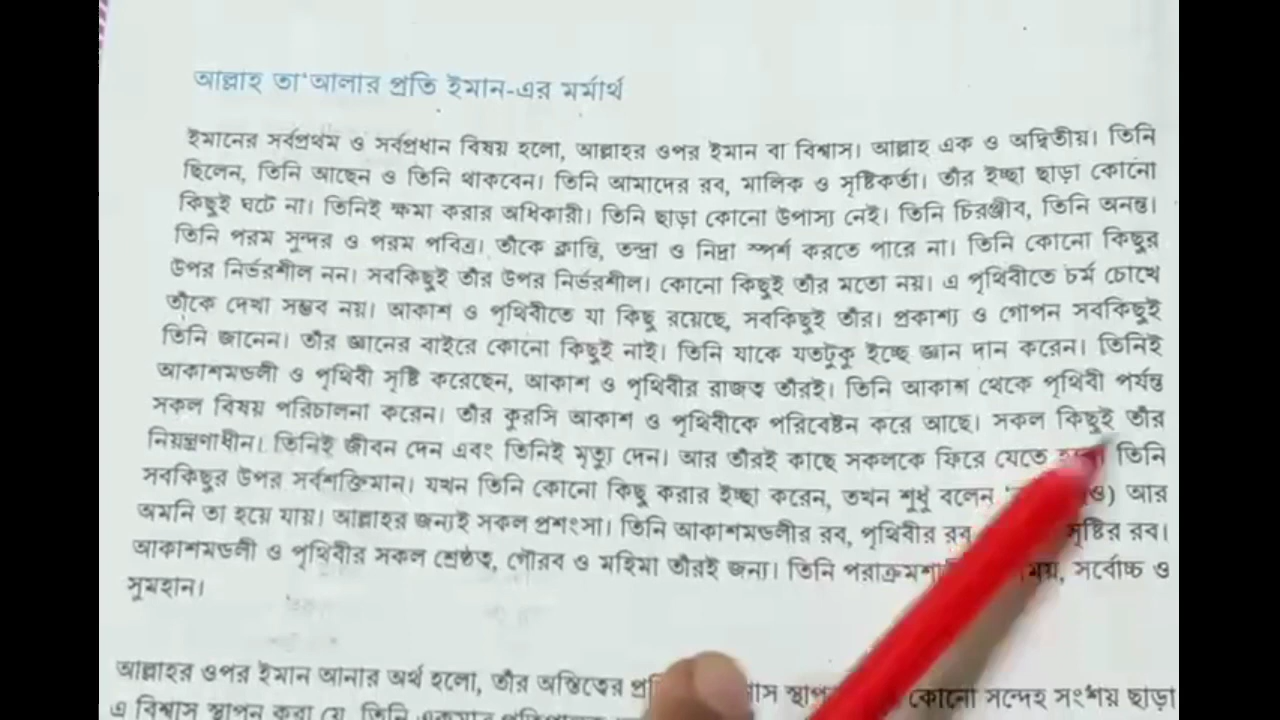 আল্লাহ তা'আলার প্রতি ইমান-এর মর্মার্থ
ইমানের সর্বপ্রথম ও সর্বপ্রধান বিষয় হলো, আল্লাহর ওপর ইমান বা বিশ্বাস। আল্লাহ এক ও অদ্বিতীয়। তিনি
ছিলেন, তিনি আছেন ও তিনি থাকবেন। তিনি আমাদের রব, মালিক ও সৃষ্টিকর্তা। তাঁর ইচ্ছা ছাড়া কোনো
কিছুই ঘটে না। তিনিই ক্ষমা করার অধিকারী। তিনি ছাড়া কোনো উপাস্য নেই। তিনি চিরঞ্জীব, তিনি অনন্ত।
তিনি পরম সুন্দর ও পরম পবিত্র। তাঁকে ক্লান্তি, তন্দ্রা ও নিদ্রা স্পর্শ করতে পারে না। তিনি কোনো কিছুর
উপর নির্ভরশীল নন। সবকিছুই তাঁর উপর নির্ভরশীল। কোনো কিছুই তাঁর মতো নয়। এ পৃথিবীতে চর্ম চোখে
তাঁকে দেখা সম্ভব নয়। আকাশ ও পৃথিবীতে যা কিছু রয়েছে, সবকিছুই তাঁর। প্রকাশ্য ও গোপন সবকিছুই
তিনি জানেন। তাঁর জ্ঞানের বাইরে কোনো কিছুই নাই। তিনি যাকে যতটুকু ইচ্ছে জ্ঞান দান করেন। তিনিই
আকাশমণ্ডলী ও পৃথিবী সৃষ্টি করেছেন, আকাশ ও পৃথিবীর রাজত্ব তাঁরই। তিনি আকাশ থেকে পৃথিবী পর্যন্ত
সকল বিষয় পরিচালনা করেন। তাঁর কুরসি আকাশ ও পৃথিবীকে পরিবেষ্টন করে আছে। সকল কিছুই তাঁর
নিয়ন্ত্রণাধীন। তিনিই জীবন দেন এবং তিনিই মৃত্যু দেন। আর তাঁরই কাছে সকলকে ফিরে যেতে তিনি
সবকিছুর উপর সর্বশক্তিমান। যখন তিনি কোনো কিছু করার ইচ্ছা করেন, তখন শুধু বলেন আর
অমনি তা হয়ে যায়। আল্লাহর জন্যই সকল প্রশংসা। তিনি আকাশমণ্ডলীর রব, পৃথিবীর রব সৃষ্টির রব।
আকাশমণ্ডলী ও পৃথিবীর সকল শ্রেষ্ঠত্ব, গৌরব ও মহিমা তাঁরই জন্য। তিনি সর্বোচ্চ ও
সুমহান।
আল্লাহর ওপর ইমান আনার অর্থ হলো, তাঁর অস্তিত্বের কোনো সন্দেহ সংশয় ছাড়া
এ বিশ্বাস স্থাপন করা যে, তিনি একমাত্র